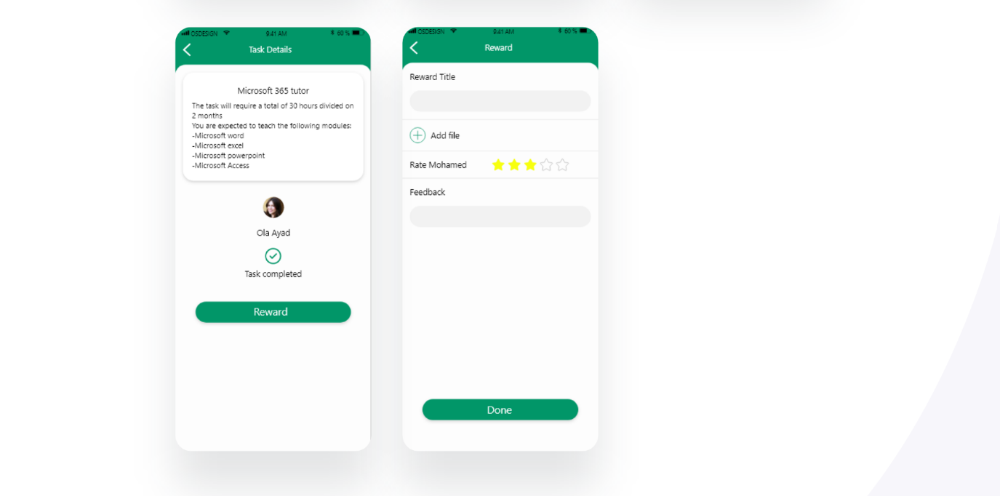 OSDESIGN 9:41 AM 60 %
Task Details
Microsoft 365 tutor
The task will require a total of 30 hours divided on
2 months
You are expected to teach the following modules:
-Microsoft word
-Microsoft excel
-Microsoft powerpoint
-Microsoft Access
Ola Ayad
Task completed
Reward
OSDESIGN 9:41 AM 60 %
Reward
Reward Title
Add file
Rate Mohamed
Feedback
Done